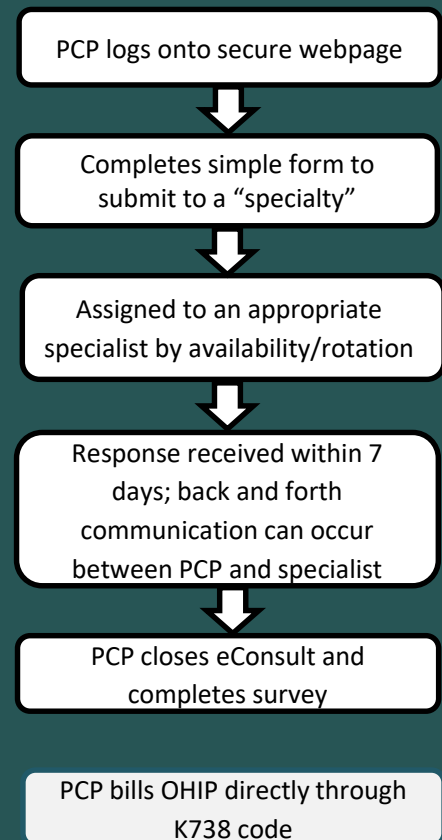 PCP logs onto secure webpage
Completes simple form to
submit to a “specialty”
Assigned to an appropriate
specialist by availability/rotation
Response received within 7
days; back and forth
communication can occur
between PCP and specialist
PCP closes eConsult and
completes survey
PCP bills OHIP directly through
K738 code